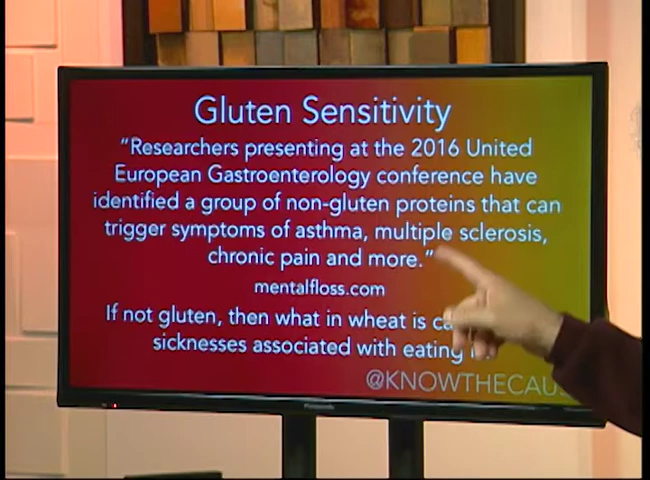 Gluten Sensitivity
"Researchers presenting at the 2016 United
European Gastroenterology conference have
identified a group of non-gluten proteins that can
trigger symptoms of asthma, multiple sclerosis,
chronic pain and more."
mentalfloss.com
If not gluten, then what in wheat is
sicknesses associated with eating
@KNOWTHECAU
Panasonic